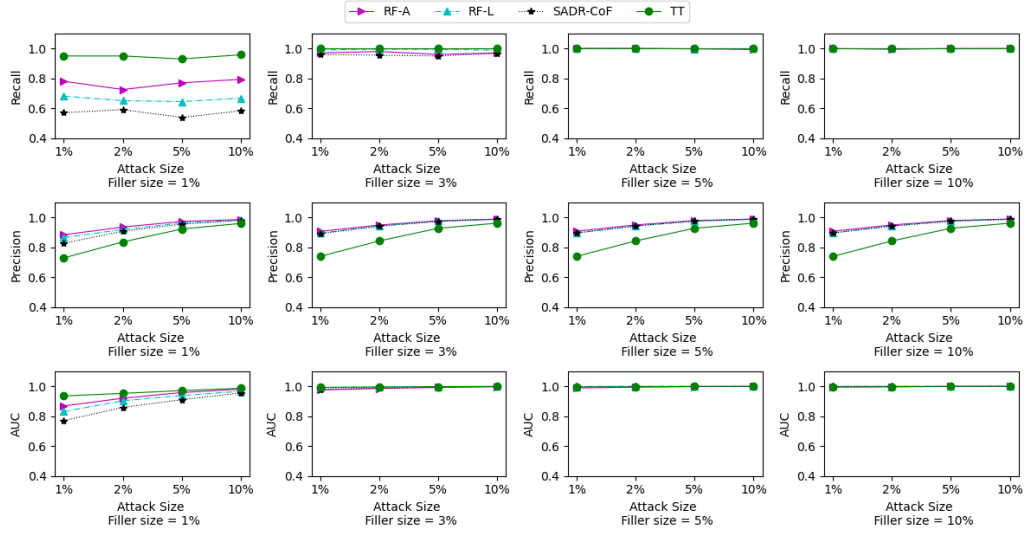 RF-A RF-L SADR-CoF TT
1.0 0.8 0.6 0.4 Recall 1% 2% 5% 10% Attack Size Filler size = 1%
1.0 0.8 0.6 0.4 Recall 1% 2% 5% 10% Attack Size Filler size = 3%
1.0 0.8 0.6 0.4 Recall 1% 2% 5% 10% Attack Size Filler size = 5%
1.0 0.8 0.6 0.4 Recall 1% 2% 5% 10% Attack Size Filler size = 10%
1.0 0.8 0.6 0.4 Precision 1% 2% 5% 10% Attack Size Filler size = 1%
1.0 0.8 0.6 0.4 Precision 1% 2% 5% 10% Attack Size Filler size = 3%
1.0 0.8 0.6 0.4 Precision 1% 2% 5% 10% Attack Size Filler size = 5%
1.0 0.8 0.6 0.4 Precision 1% 2% 5% 10% Attack Size Filler size = 10%
1.0 0.8 0.6 0.4 AUC 1% 2% 5% 10% Attack Size Filler size = 1%
1.0 0.8 0.6 0.4 AUC 1% 2% 5% 10% Attack Size Filler size = 3%
1.0 0.8 0.6 0.4 AUC 1% 2% 5% 10% Attack Size Filler size = 5%
1.0 0.8 0.6 0.4 AUC 1% 2% 5% 10% Attack Size Filler size = 10%